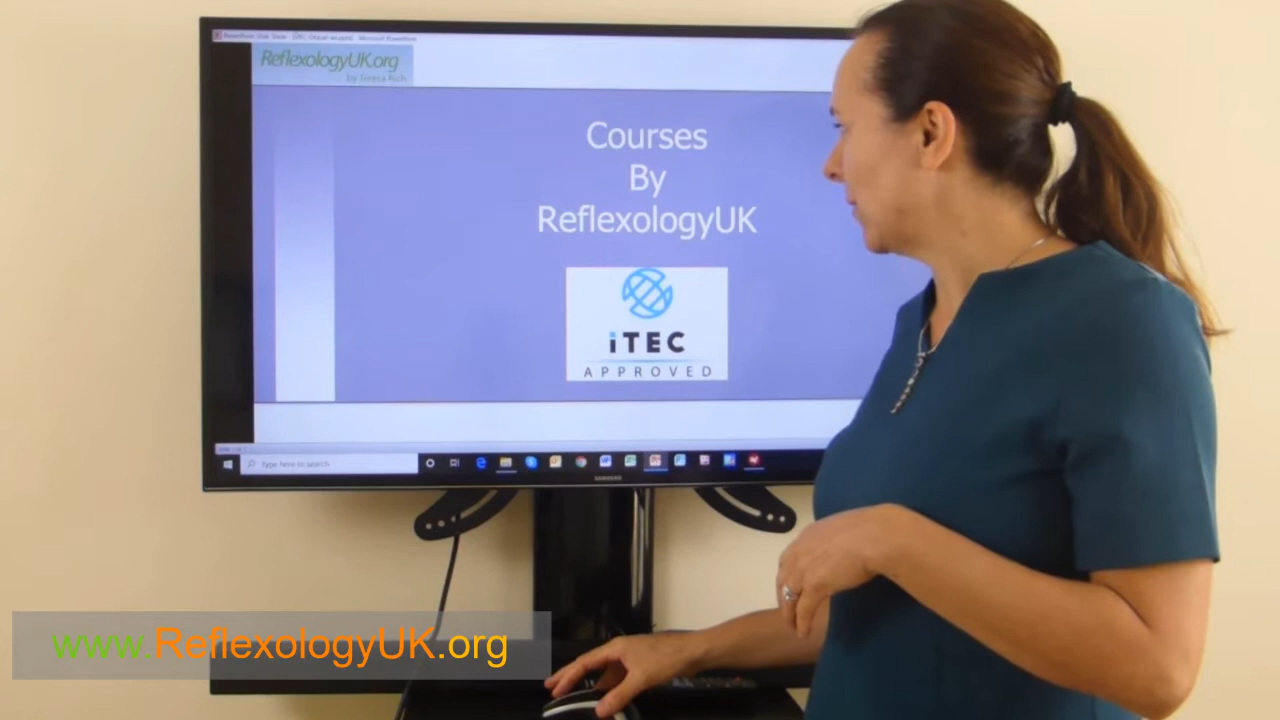 ReflexologyUK.org
by Teresa Rich
Courses
By
ReflexologyUK
iTEC
APPROVED
Type here to search
SAMSUNG
www.ReflexologyUK.org